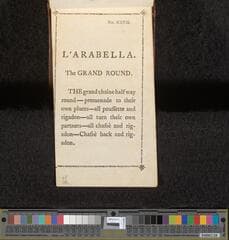 No. XXVII.
L'ARABELLA.
The GRAND ROUND.
THE grand chaine half way
round—promenade to their
own places—all poussette and
rigadon—all turn their own
partners—all chassé and rig-
adon—Chassé back and rig-
adon.